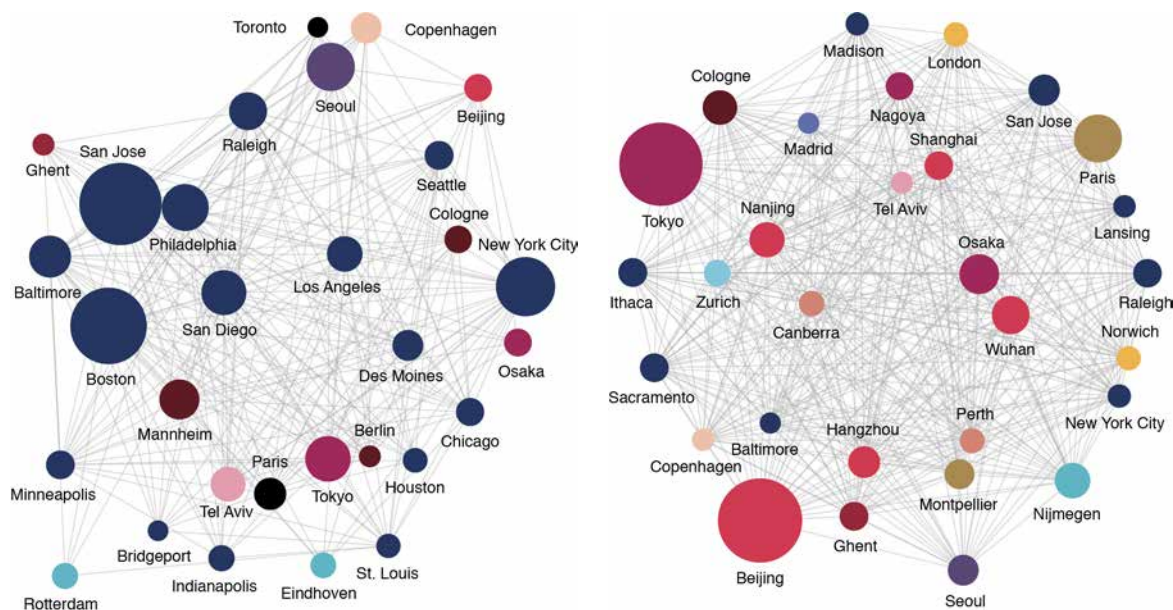 Toronto
Copenhagen
Seoul
Beijing
Raleigh
Ghent
San Jose
Seattle
Philadelphia
Cologne
New York City
Baltimore
Los Angeles
San Diego
Osaka
Boston
Des Moines
Mannheim
Chicago
Berlin
Paris
Minneapolis
Tel Aviv
Tokyo
Houston
Bridgeport
Indianapolis
Eindhoven
St. Louis
Rotterdam
Madison
London
Cologne
Nagoya
San Jose
Madrid
Shanghai
Paris
Tokyo
Tel Aviv
Nanjing
Lansing
Osaka
Ithaca
Zurich
Raleigh
Canberra
Wuhan
Norwich
Sacramento
New York City
Perth
Baltimore
Hangzhou
Copenhagen
Montpellier
Nijmegen
Ghent
Beijing
Seoul